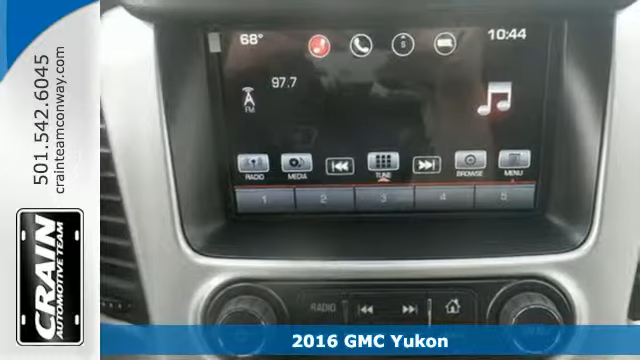 501.542.6045
crainteamconway.com
CRAIN
AUTOMOTIVE TEAM
68°
S
10:44
97.7
FM
RADIO
MEDIA
TUNE
BROWSE
MENU
1 2 3 4 5
RADIO
2016 GMC Yukon